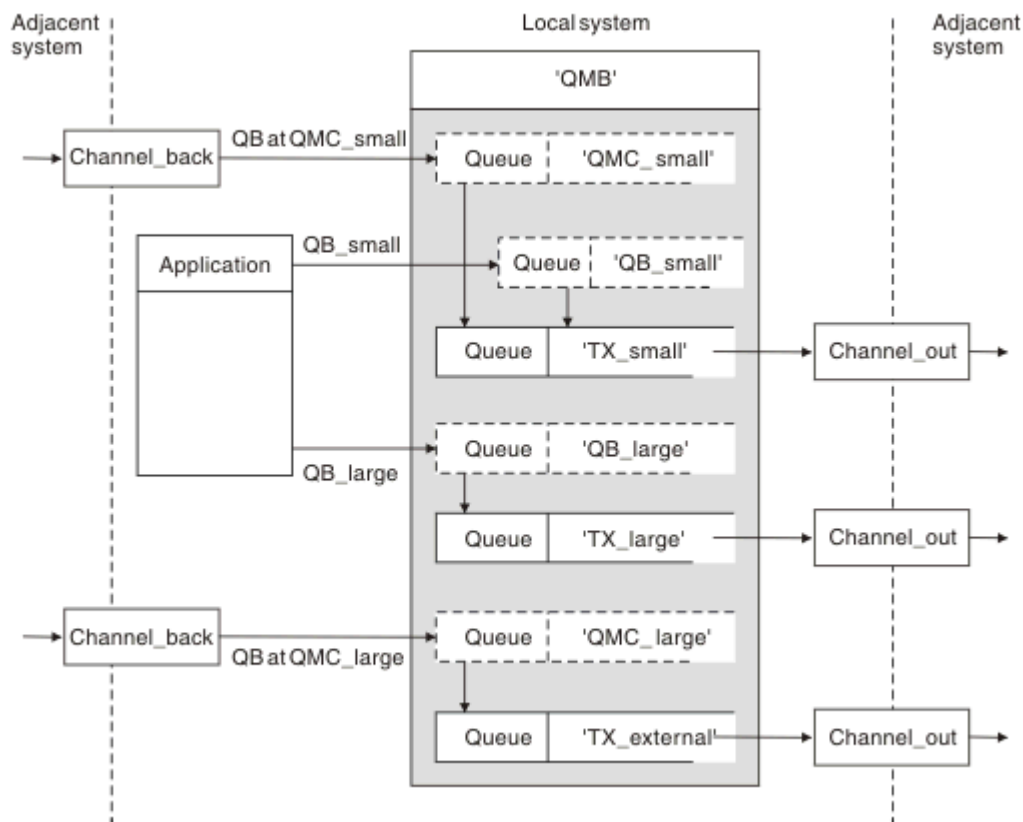 Adjacent
system
Local system
Adjacent
system
'QMB'
Channel_back
QB at QMC_small
Queue
'QMC_small'
Application
QB_small
Queue
'QB_small'
Queue
'TX_small'
Channel_out
QB_large
Queue
'QB_large'
Queue
'TX_large'
Channel_out
Channel_back
QB at QMC_large
Queue
'QMC_large'
Queue
'TX_external'
Channel_out